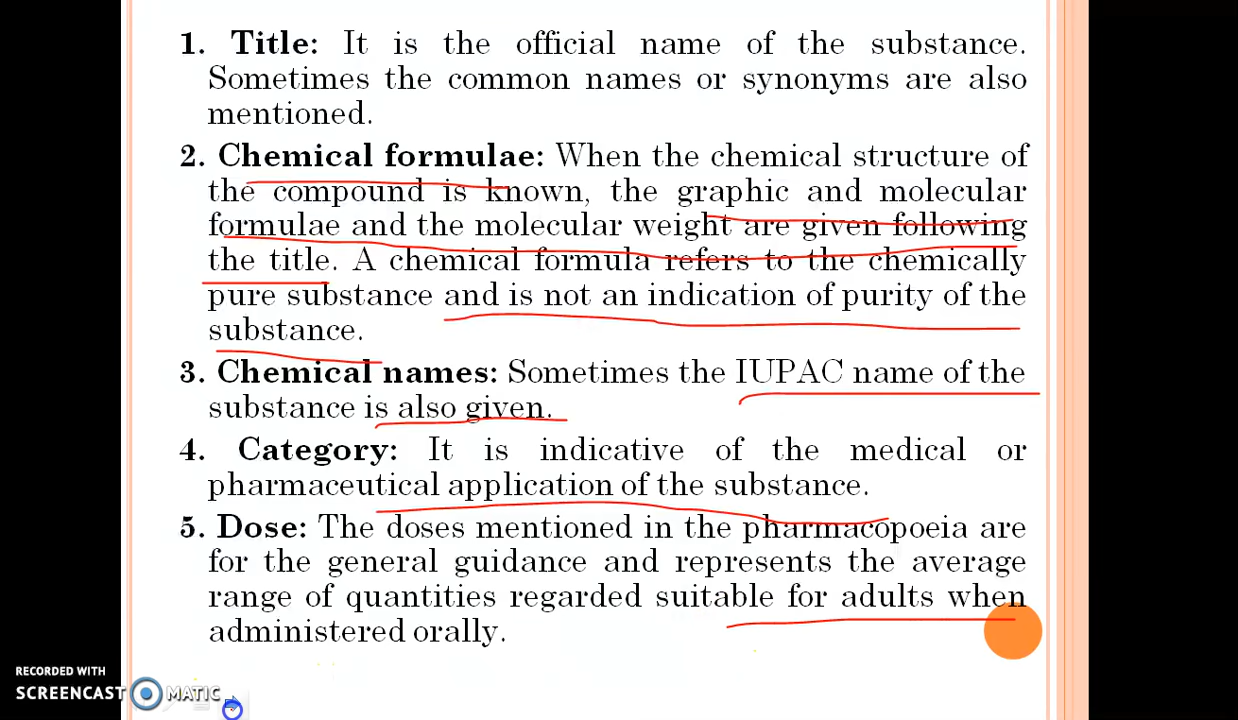 1. Title: It is the official name of the substance.
Sometimes the common names or synonyms are also
mentioned.
2. Chemical formulae: When the chemical structure of
the compound is known, the graphic and molecular
formulae and the molecular weight are given following
the title. A chemical formula refers to the chemically
pure substance and is not an indication of purity of the
substance.
3. Chemical names: Sometimes the IUPAC name of the
substance is also given.
4. Category: It is indicative of the medical or
pharmaceutical application of the substance.
5. Dose: The doses mentioned in the pharmacopoeia are
for the general guidance and represents the average
range of quantities regarded suitable for adults when
administered orally.
RECORDED WITH
SCREENCAST MATIC